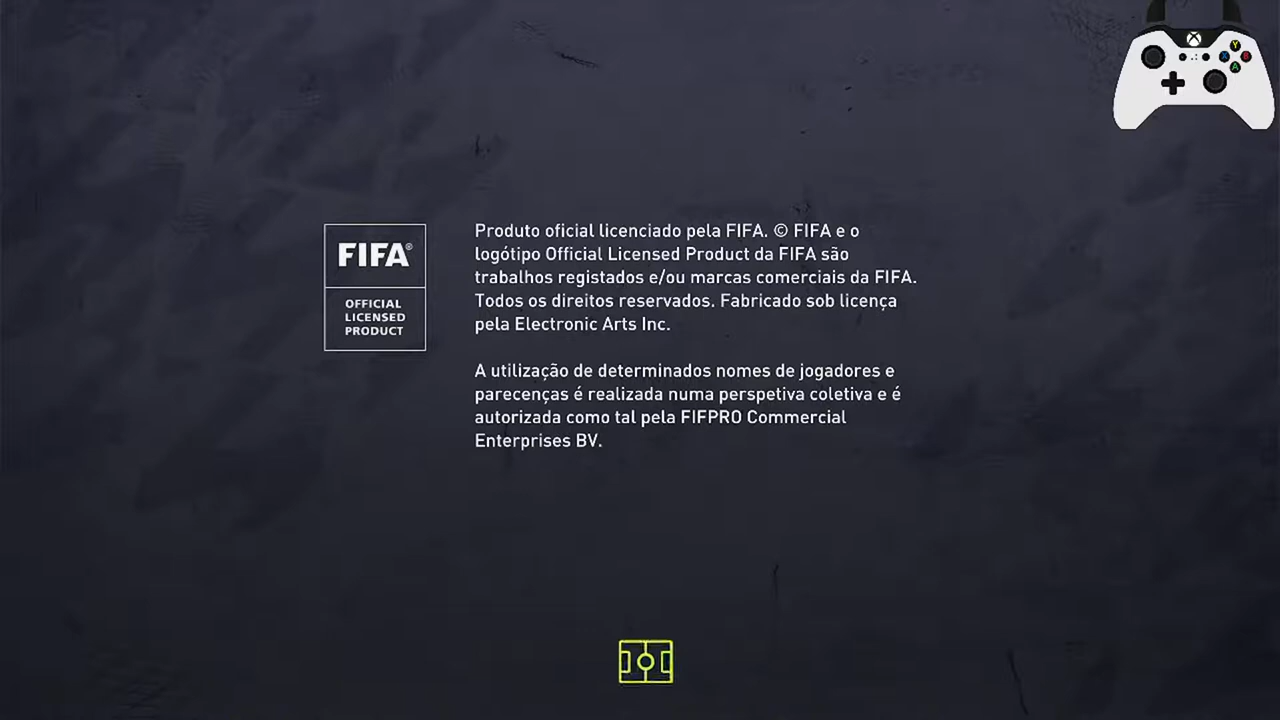 FIFA®
OFFICIAL
LICENSED
PRODUCT
Produto oficial licenciado pela FIFA. © FIFA e o
logótipo Official Licensed Product da FIFA são
trabalhos registados e/ou marcas comerciais da FIFA.
Todos os direitos reservados. Fabricado sob licença
pela Electronic Arts Inc.
A utilização de determinados nomes de jogadores e
parecenças é realizada numa perspetiva coletiva e é
autorizada como tal pela FIFPRO Commercial
Enterprises BV.
Y
X
B
A